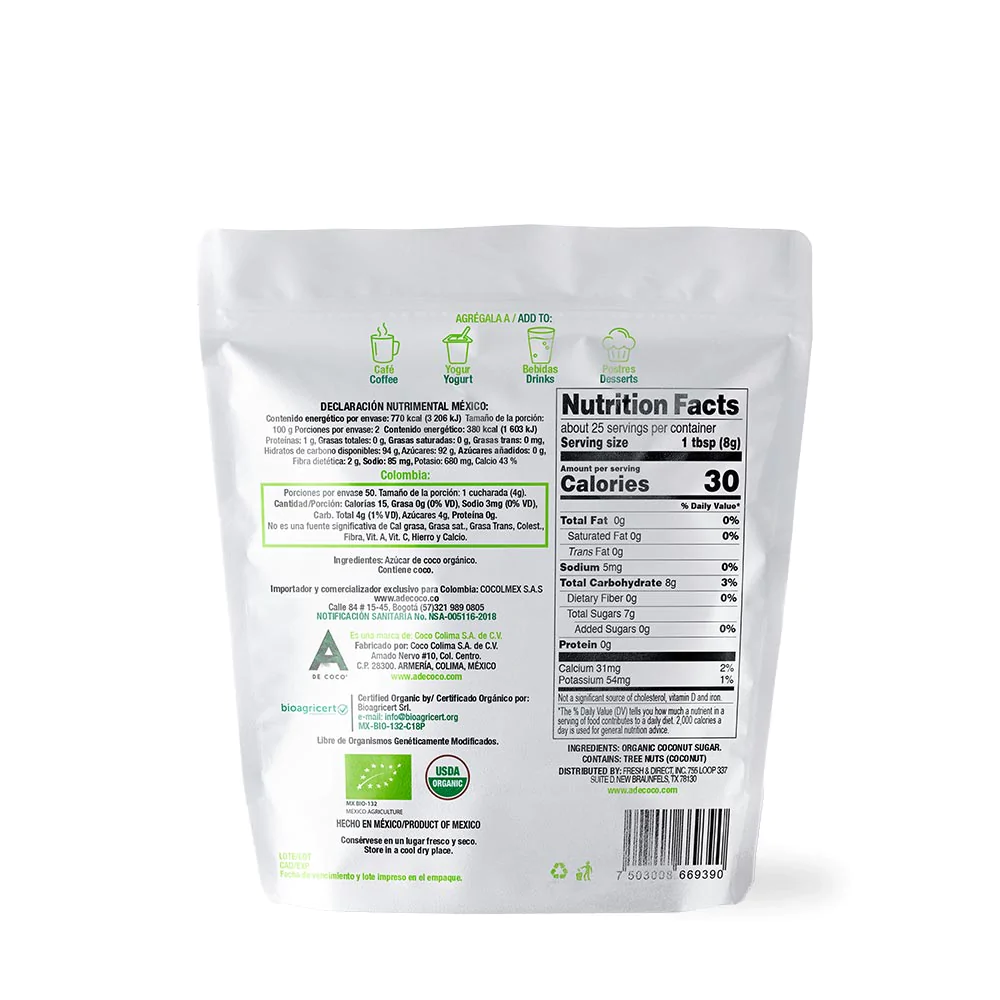 AGRÉGALA A / ADD TO:
Café
Coffee
Yogur
Yogurt
Bebidas
Drinks
Postres
Desserts
DECLARACIÓN NUTRIMENTAL MÉXICO:
Contenido energético por envase: 770 kcal (3 206 kJ) Tamaño de la porción:
100 g Porciones por envase: 2 Contenido energético: 380 kcal (1 603 kJ)
Proteínas: 1 g, Grasas totales: 0 g, Grasas saturadas: 0 g, Grasas trans: 0 mg,
Hidratos de carbono disponibles: 94 g, Azúcares: 92 g, Azúcares añadidos: 0 g,
Fibra dietética: 2 g, Sodio: 85 mg, Potasio: 680 mg, Calcio 43 %
Colombia:
Porciones por envase 50. Tamaño de la porción: 1 cucharada (4g).
Cantidad/Porción: Calorías 15, Grasa 0g (0% VD), Sodio 3mg (0% VD),
Carb. Total 4g (1% VD), Azúcares 4g, Proteína 0g.
No es una fuente significativa de Cal grasa, Grasa sat., Grasa Trans, Colest.,
Fibra, Vit. A, Vit. C, Hierro y Calcio.
Ingredientes: Azúcar de coco orgánico.
Contiene coco.
Importador y comercializador exclusivo para Colombia: COCOLMEX S.A.S
www.adecoco.co
Calle 84 # 15-45, Bogotá (57)321 989 0805
NOTIFICACIÓN SANITARIA No. NSA-005116-2018
A
DE COCO
Es una marca de: Coco Colima S.A. de C.V.
Fabricado por: Coco Colima S.A. de C.V.
Amado Nervo #10, Col. Centro.
C.P. 28300. ARMERÍA, COLIMA, MÉXICO
www.adecoco.com
bioagricert
Certified Organic by/ Certificado Orgánico por:
Bioagricert Srl.
e-mail: info@bioagricert.org
MX-BIO-132-C18P
Libre de Organismos Genéticamente Modificados.
USDA
ORGANIC
MX BIO-132
MEXICO AGRICULTURE
HECHO EN MÉXICO/PRODUCT OF MEXICO
Consérvese en un lugar fresco y seco.
Store in a cool dry place.
LOTE/LOT
CAD/EXP
Fecha de vencimiento y lote impreso en el empaque.
Nutrition Facts
about 25 servings per container
Serving size 1 tbsp (8g)
Amount per serving
Calories 30
% Daily Value*
Total Fat 0g 0%
Saturated Fat 0g 0%
Trans Fat 0g
Sodium 5mg 0%
Total Carbohydrate 8g 3%
Dietary Fiber 0g 0%
Total Sugars 7g
Added Sugars 0g 0%
Protein 0g
Calcium 31mg 2%
Potassium 54mg 1%
Not a significant source of cholesterol, vitamin D and iron.
*The % Daily Value (DV) tells you how much a nutrient in a
serving of food contributes to a daily diet. 2,000 calories a
day is used for general nutrition advice.
INGREDIENTS: ORGANIC COCONUT SUGAR.
CONTAINS: TREE NUTS (COCONUT)
DISTRIBUTED BY: FRESH & DIRECT, INC. 755 LOOP 337
SUITE D. NEW BRAUNFELS, TX 78130
www.adecoco.com
7 503008 669390